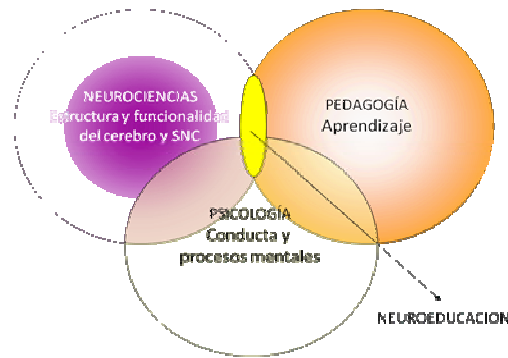 NEUROCIENCIAS
Estructura y funcionalidad
del cerebro y SNC
PEDAGOGÍA
Aprendizaje
PSICOLOGÍA
Conducta y
procesos mentales
NEUROEDUCACION